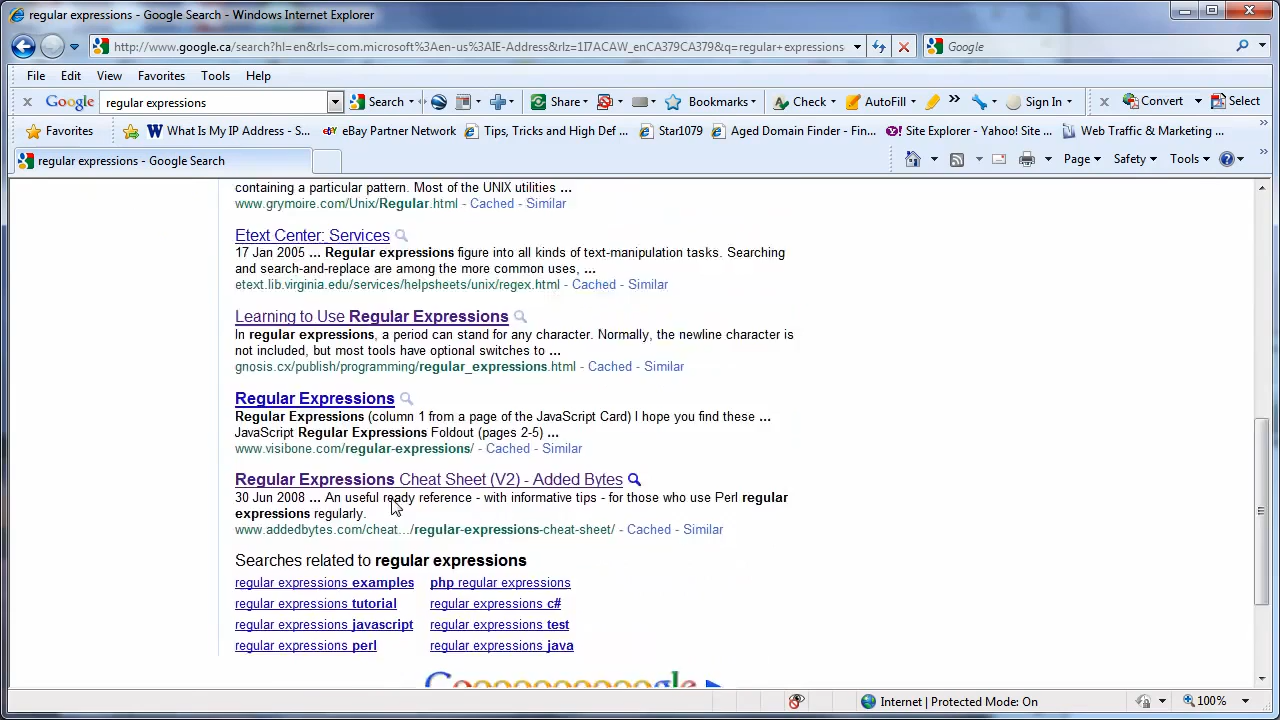 regular expressions - Google Search - Windows Internet Explorer
http://www.google.ca/search?hl=en&rls=com.microsoft%3Aen-us%3AIE-Address&rlz=1I7ACAW_enCA379CA379&q=regular+expressions
Google
File Edit View Favorites Tools Help
Google regular expressions Search Share Bookmarks Check AutoFill » Sign In Convert Select
Favorites What Is My IP Address - S... eBay Partner Network Tips, Tricks and High Def ... Star1079 Aged Domain Finder - Fin... Site Explorer - Yahoo! Site ... Web Traffic & Marketing ... »
regular expressions - Google Search
Page Safety Tools »
containing a particular pattern. Most of the UNIX utilities ...
www.grymoire.com/Unix/Regular.html - Cached - Similar
Etext Center: Services
17 Jan 2005 ... Regular expressions figure into all kinds of text-manipulation tasks. Searching
and search-and-replace are among the more common uses, ...
etext.lib.virginia.edu/services/helpsheets/unix/regex.html - Cached - Similar
Learning to Use Regular Expressions
In regular expressions, a period can stand for any character. Normally, the newline character is
not included, but most tools have optional switches to ...
gnosis.cx/publish/programming/regular_expressions.html - Cached - Similar
Regular Expressions
Regular Expressions (column 1 from a page of the JavaScript Card) I hope you find these ...
JavaScript Regular Expressions Foldout (pages 2-5) ...
www.visibone.com/regular-expressions/ - Cached - Similar
Regular Expressions Cheat Sheet (V2) - Added Bytes
30 Jun 2008 ... An useful ready reference - with informative tips - for those who use Perl regular
expressions regularly.
www.addedbytes.com/cheat.../regular-expressions-cheat-sheet/ - Cached - Similar
Searches related to regular expressions
regular expressions examples php regular expressions
regular expressions tutorial regular expressions c#
regular expressions javascript regular expressions test
regular expressions perl regular expressions java
Internet | Protected Mode: On 100%